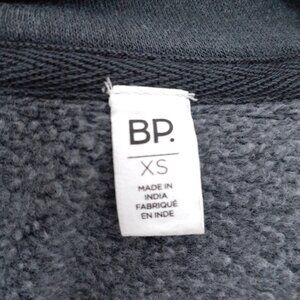 BP.
XS
MADE IN
INDIA
FABRIQUÉ
EN INDE